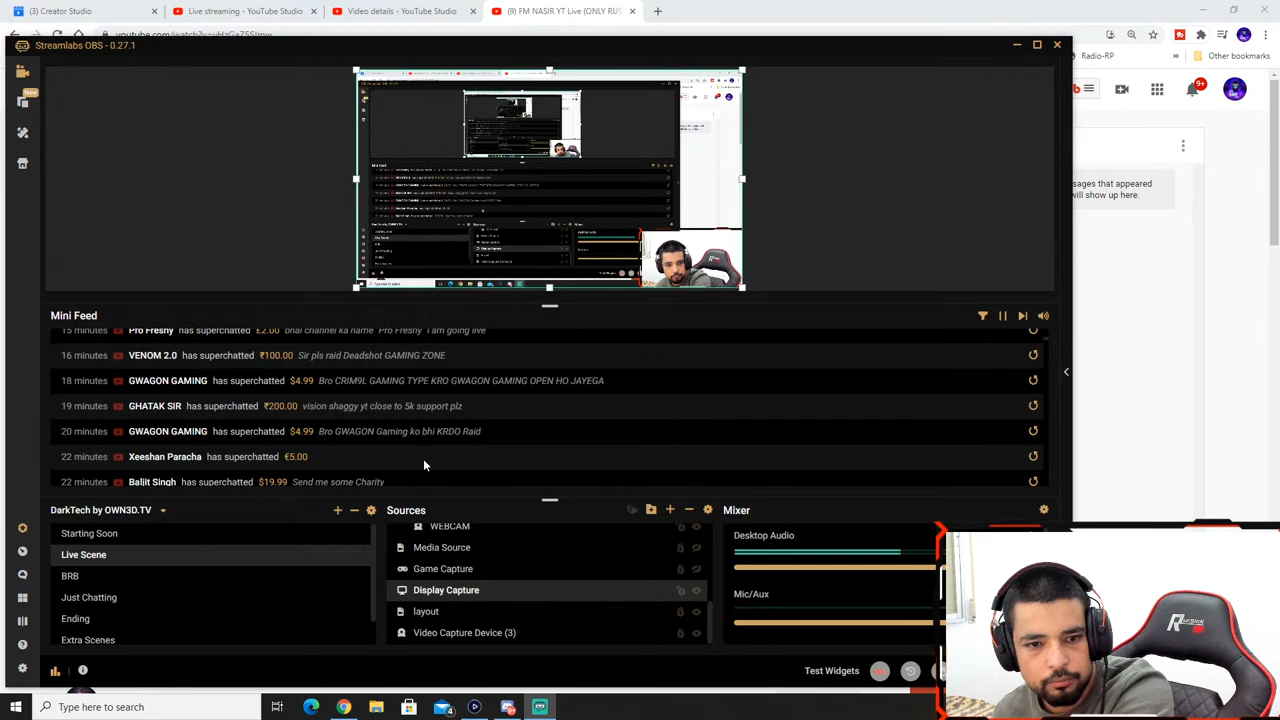 (3) Creator Studio
Live streaming - YouTube Studio
Video details - YouTube Studio
(9) FM NASIR YT Live (ONLY RUS
Streamlabs OBS - 0.27.1
Radio-RP
Other bookmarks
New
9+
ssages that appeared
will show up here.
Mini Feed
15 minutes Pro Freshy has superchatted £2.00 bhai channel ka name Pro Freshy I am going live
16 minutes VENOM 2.0 has superchatted ₹100.00 Sir pls raid Deadshot GAMING ZONE
18 minutes GWAGON GAMING has superchatted $4.99 Bro CRIM9L GAMING TYPE KRO GWAGON GAMING OPEN HO JAYEGA
19 minutes GHATAK SIR has superchatted ₹200.00 vision shaggy yt close to 5k support plz
20 minutes GWAGON GAMING has superchatted $4.99 Bro GWAGON Gaming ko bhi KRDO Raid
22 minutes Xeeshan Paracha has superchatted €5.00
22 minutes Baljit Singh has superchatted $19.99 Send me some Charity
DarkTech by OWN3D.TV
Starting Soon
Live Scene
BRB
Just Chatting
Ending
Extra Scenes
Sources
WEBCAM
Media Source
Game Capture
Display Capture
layout
Video Capture Device (3)
Mixer
Desktop Audio
Mic/Aux
Test Widgets
Type here to search